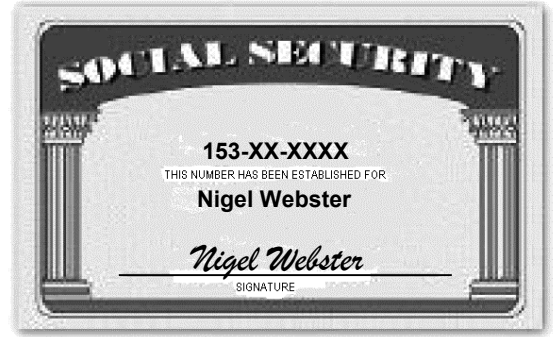 SOCIAL SECURITY
153-XX-XXXX
THIS NUMBER HAS BEEN ESTABLISHED FOR
Nigel Webster
Nigel Webster
SIGNATURE